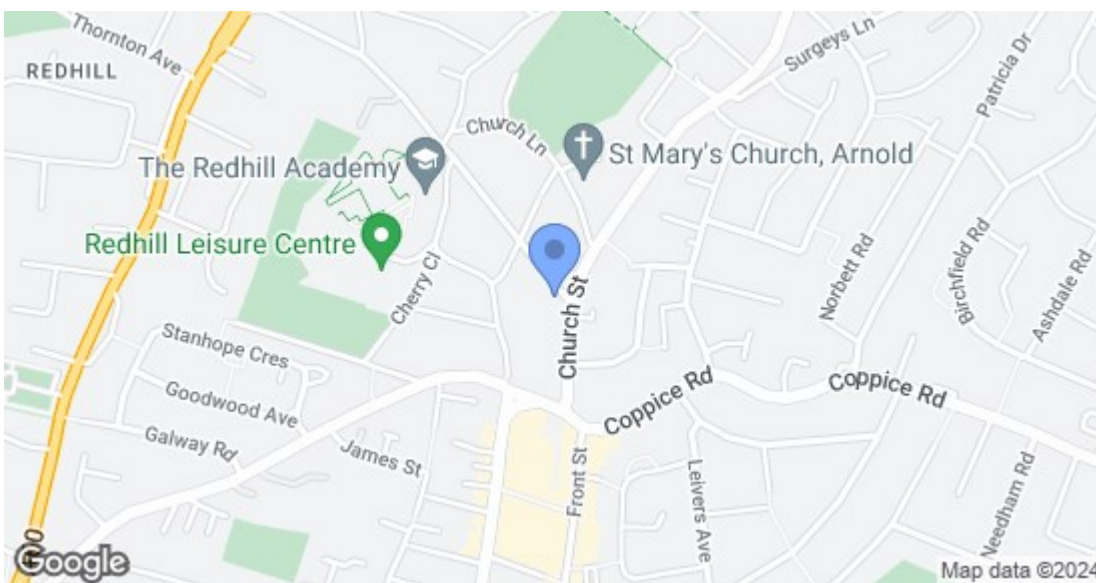 Thornton Ave
REDHILL
Surgeys Ln
Patricia Dr
Church Ln
The Redhill Academy
St Mary's Church, Arnold
Redhill Leisure Centre
Cherry Cl
Church St
Norbett Rd
Birchfield Rd
Ashdale Rd
Stanhope Cres
Goodwood Ave
Galway Rd
James St
Coppice Rd
Coppice Rd
Front St
Leivers Ave
Needham Rd
Google
Map data ©2024